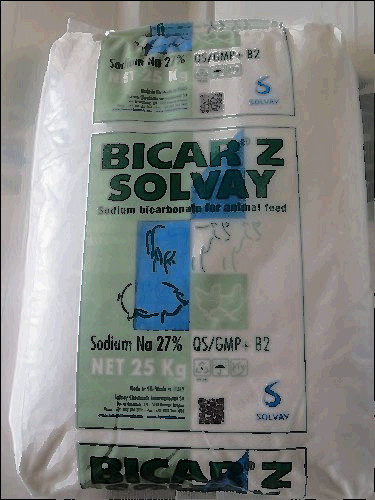 Sodium Na 27% QS/GMP+ B2
NET 25 Kg
SOLVAY
BICAR® Z
SOLVAY
Sodium bicarbonate for animal feed
Sodium Na 27% QS/GMP+ B2
NET 25 Kg
SOLVAY
BICAR® Z